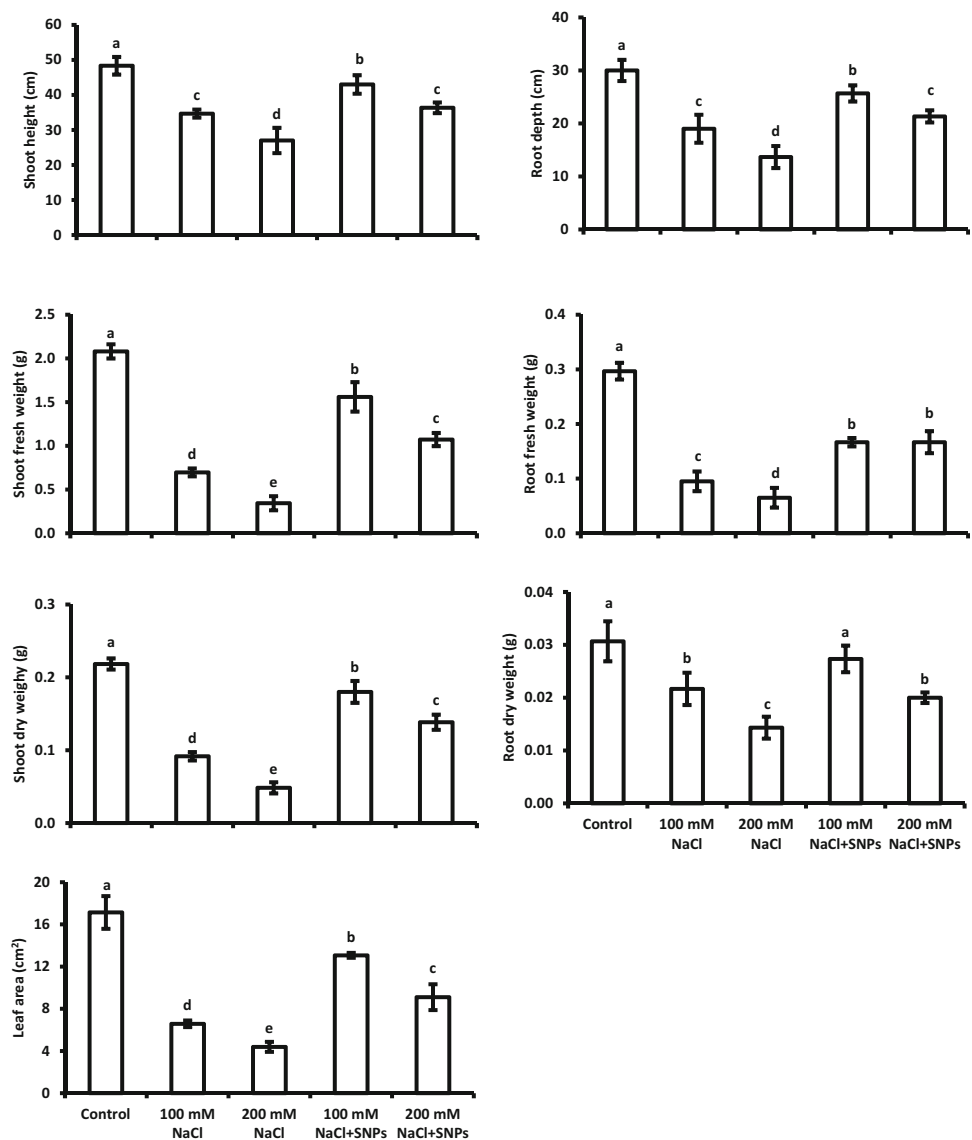 Shoot height (cm)
60
50
40
30
20
10
0
a
c
d
b
c
Root depth (cm)
40
30
20
10
0
a
c
d
b
c
Shoot fresh weight (g)
2.5
2.0
1.5
1.0
0.5
0.0
a
d
e
b
c
Root fresh weight (g)
0.4
0.3
0.2
0.1
0.0
a
c
d
b
b
Shoot dry weighy (g)
0.3
0.2
0.1
0.0
a
d
e
b
c
Root dry weight (g)
0.04
0.03
0.02
0.01
0.00
a
b
c
a
b
Control
100 mM
NaCl
200 mM
NaCl
100 mM
NaCl+SNPs
200 mM
NaCl+SNPs
Leaf area (cm²)
20
16
12
8
4
0
a
d
e
b
c
Control
100 mM
NaCl
200 mM
NaCl
100 mM
NaCl+SNPs
200 mM
NaCl+SNPs